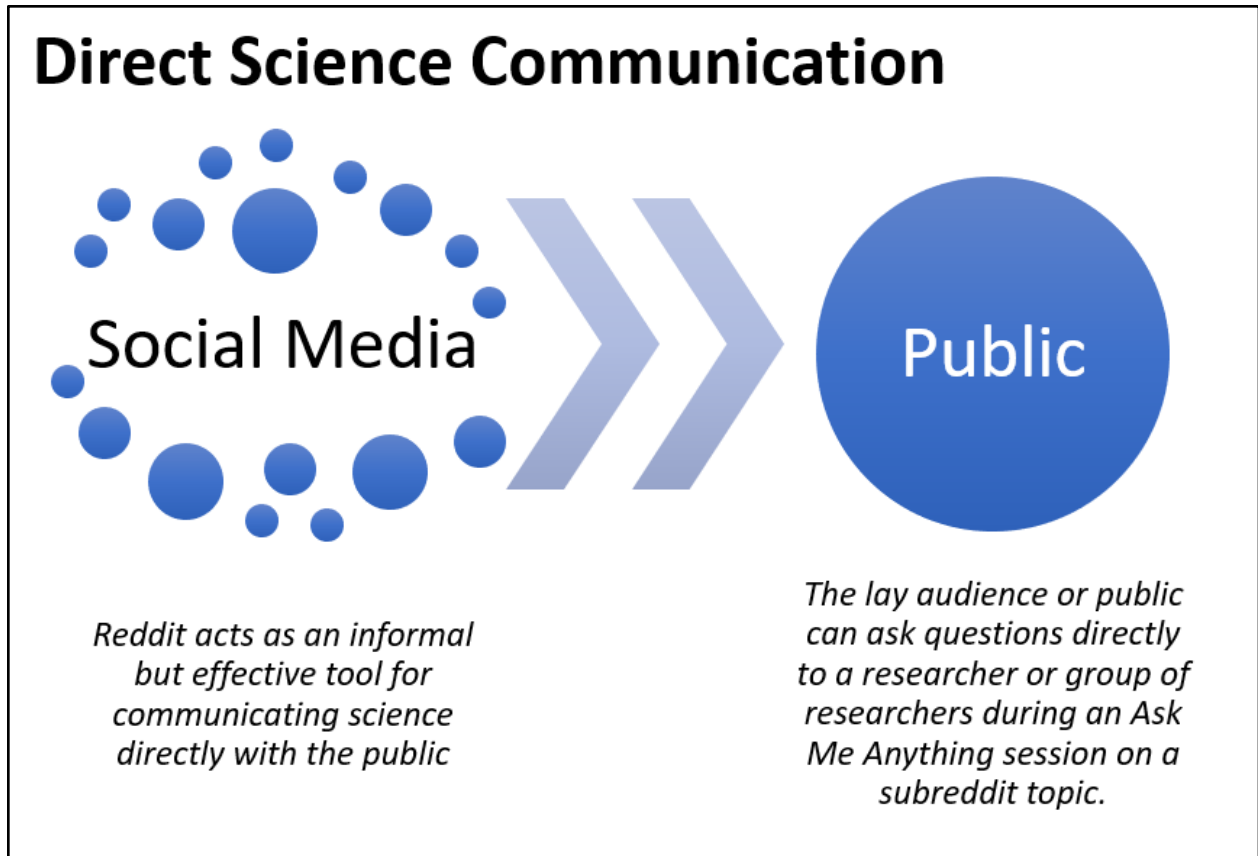 Direct Science Communication
Social Media
Public
Reddit acts as an informal
but effective tool for
communicating science
directly with the public
The lay audience or public
can ask questions directly
to a researcher or group of
researchers during an Ask
Me Anything session on a
subreddit topic.